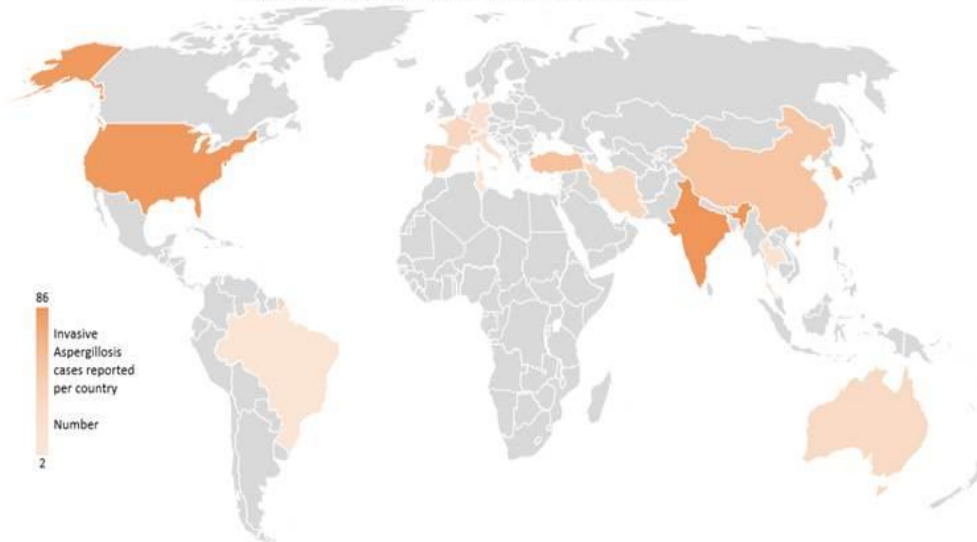 86
Invasive
Aspergillosis
cases reported
per country
Number
2